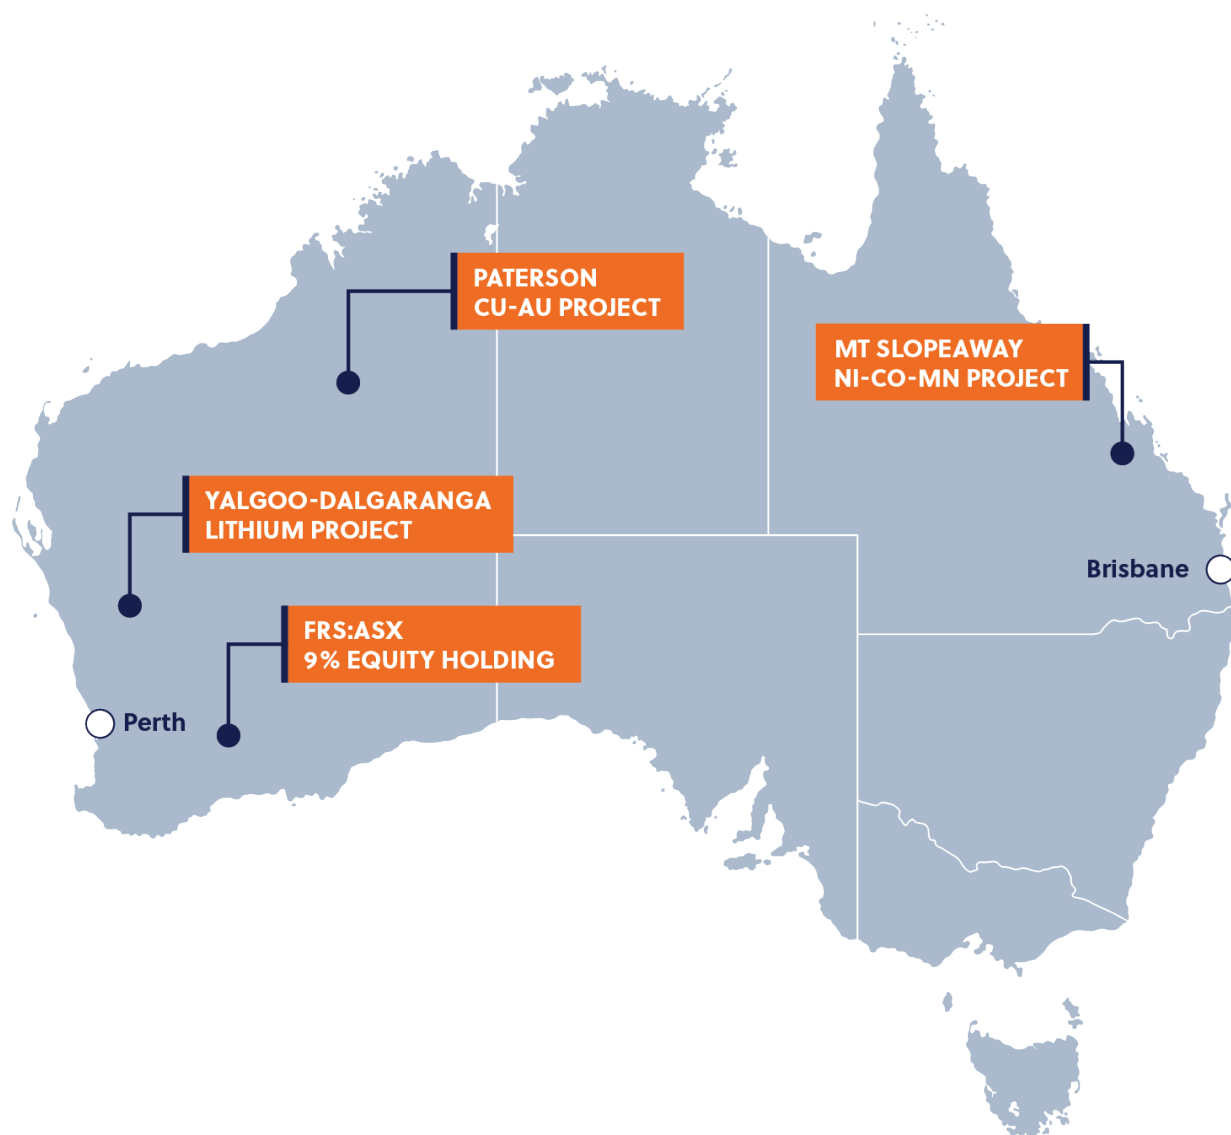 PATERSON
CU-AU PROJECT
MT SLOPEAWAY
NI-CO-MN PROJECT
YALGOO-DALGARANGA
LITHIUM PROJECT
Brisbane
FRS:ASX
9% EQUITY HOLDING
Perth